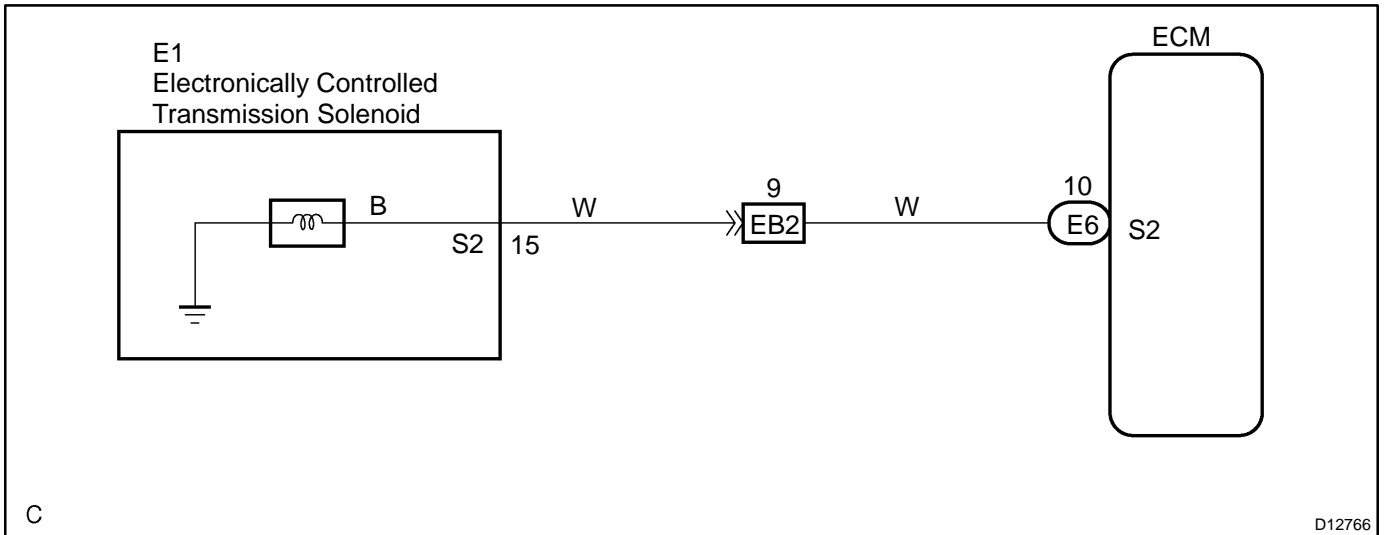 ECM
E1
Electronically Controlled
Transmission Solenoid
B
W
9
W
10
EB2
E6
S2
S2
15
C
D12766